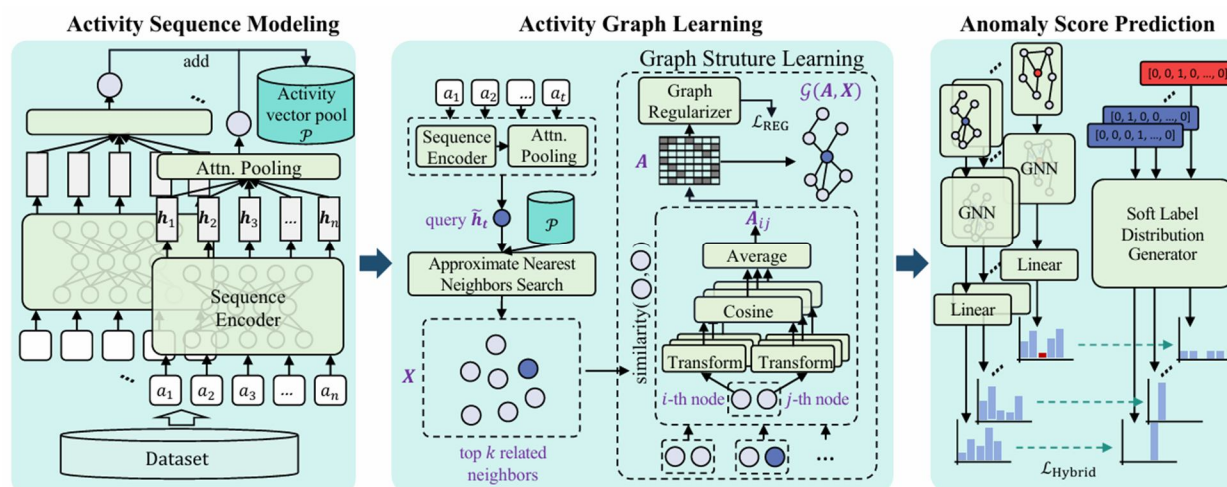 Activity Sequence Modeling
add
Activity
vector pool
𝒫
Attn. Pooling
h₁ h₂ h₃ ... hₙ
Sequence
Encoder
...
a₁ a₂ a₃ ... aₙ
Dataset
Activity Graph Learning
a₁ a₂ ... aₜ
Sequence
Encoder
Attn.
Pooling
query h̃ₜ
𝒫
Approximate Nearest
Neighbors Search
X
top k related
neighbors
Graph Struture Learning
Graph
Regularizer
ℒREG
𝒢(A, X)
A
Aᵢⱼ
Average
Cosine
Transform Transform
similarity( , )
i-th node
j-th node
...
Anomaly Score Prediction
[0, 0, 1, 0, ..., 0]
[0, 1, 0, 0, ..., 0]
[0, 0, 0, 1, ..., 0]
GNN
GNN
Linear
Linear
Soft Label
Distribution
Generator
ℒHybrid